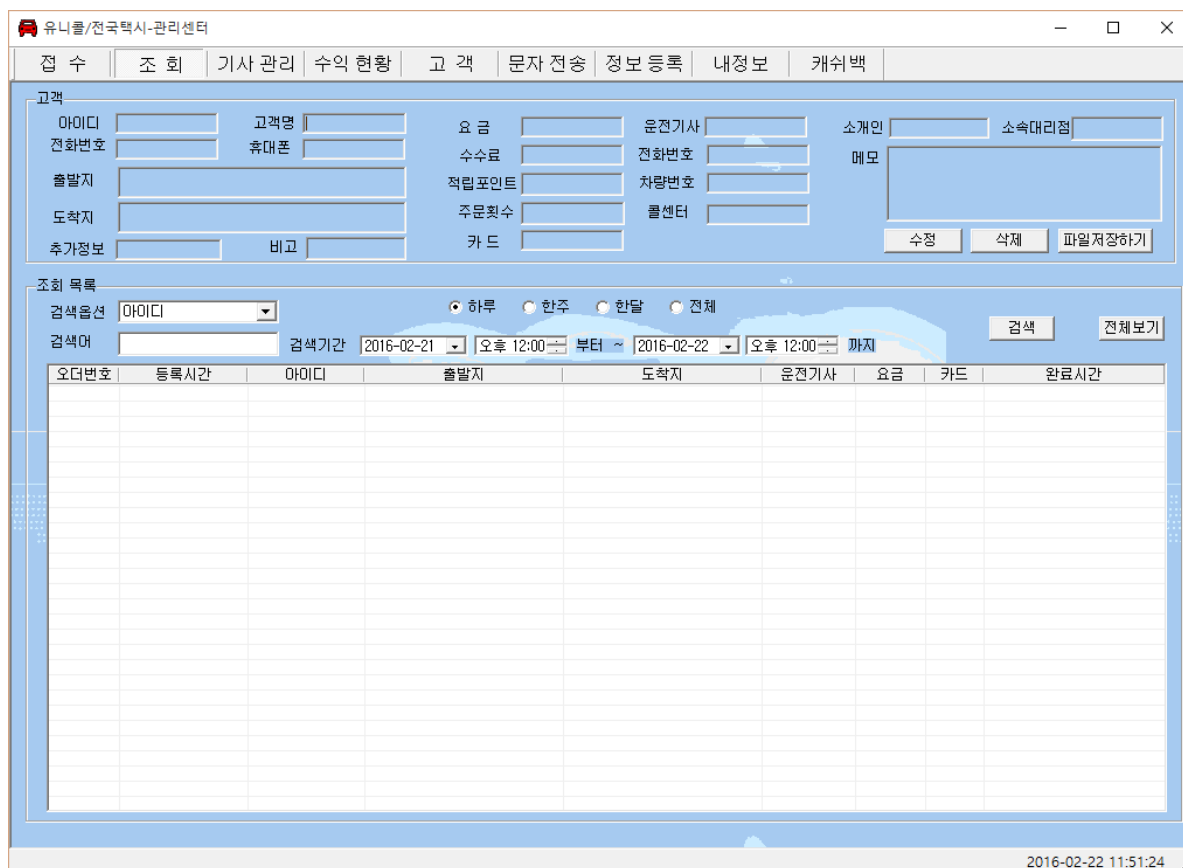 유니콜/전국택시-관리센터
접 수 조 회 기사 관리 수익 현황 고 객 문자 전송 정보 등록 내정보 캐쉬백
고객
아이디 고객명 요 금 운전기사 소개인 소속대리점
전화번호 휴대폰 수수료 전화번호 메모
출발지 적립포인트 차량번호
도착지 주문횟수 콜센터
추가정보 비고 카 드 수정 삭제 파일저장하기
조회 목록
검색옵션 아이디 하루 한주 한달 전체
검색어 검색기간 2016-02-21 오후 12:00 부터 ~ 2016-02-22 오후 12:00 까지 검색 전체보기
오더번호 등록시간 아이디 출발지 도착지 운전기사 요금 카드 완료시간
2016-02-22 11:51:24